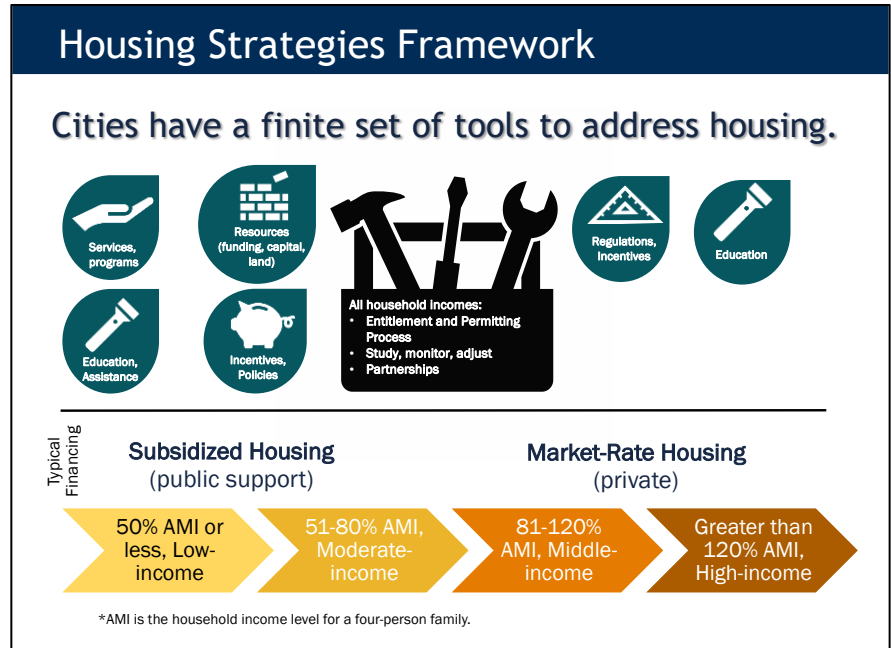 Housing Strategies Framework
Cities have a finite set of tools to address housing.
Services,
programs
Resources
(funding, capital,
land)
Regulations,
Incentives
Education
Education,
Assistance
Incentives,
Policies
All household incomes:
• Entitlement and Permitting
Process
• Study, monitor, adjust
• Partnerships
Typical
Financing
Subsidized Housing
(public support)
Market-Rate Housing
(private)
50% AMI or
less, Low-
income
51-80% AMI,
Moderate-
income
81-120%
AMI, Middle-
income
Greater than
120% AMI,
High-income
*AMI is the household income level for a four-person family.